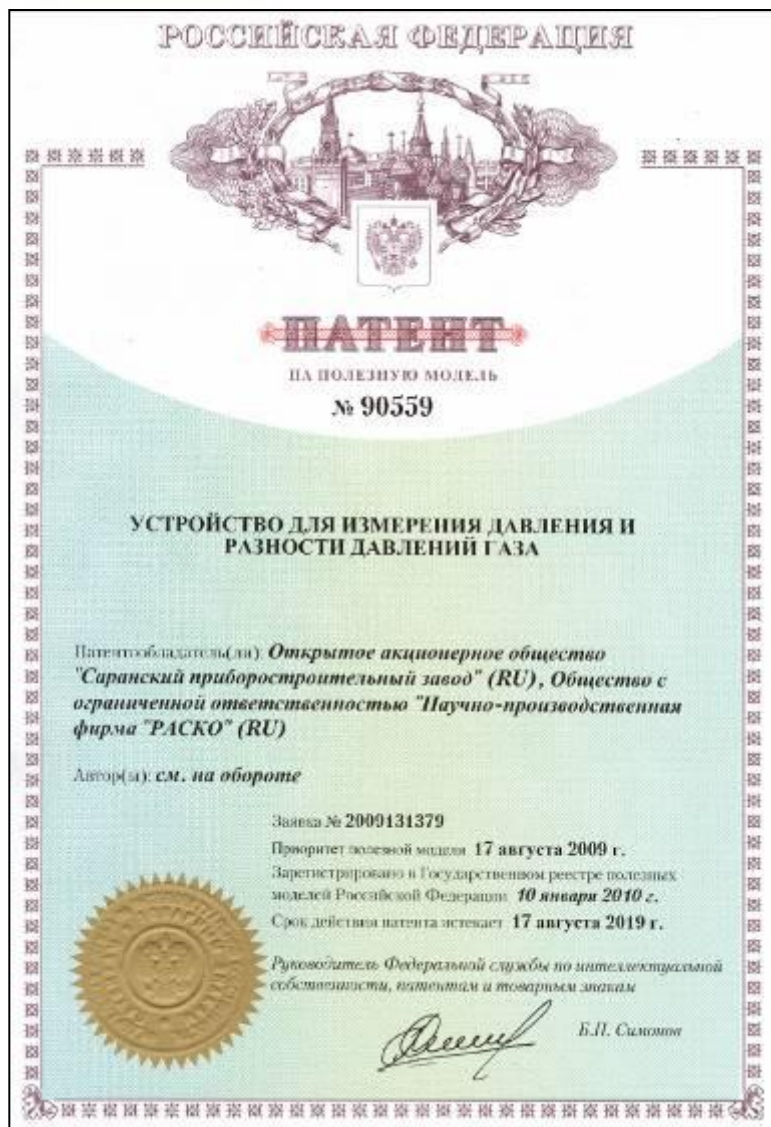 РОССИЙСКАЯ ФЕДЕРАЦИЯ
ПАТЕНТ
НА ПОЛЕЗНУЮ МОДЕЛЬ
№ 90559
УСТРОЙСТВО ДЛЯ ИЗМЕРЕНИЯ ДАВЛЕНИЯ И
РАЗНОСТИ ДАВЛЕНИЙ ГАЗА
Патентообладатель(ли): Открытое акционерное общество
"Саранский приборостроительный завод" (RU), Общество с
ограниченной ответственностью "Научно-производственная
фирма "РАСКО" (RU)
Автор(ы): см. на обороте
Заявка № 2009131379
Приоритет полезной модели 17 августа 2009 г.
Зарегистрировано в Государственном реестре полезных
моделей Российской Федерации 10 января 2010 г.
Срок действия патента истекает 17 августа 2019 г.
Руководитель Федеральной службы по интеллектуальной
собственности, патентам и товарным знакам
Б.П. Симонов